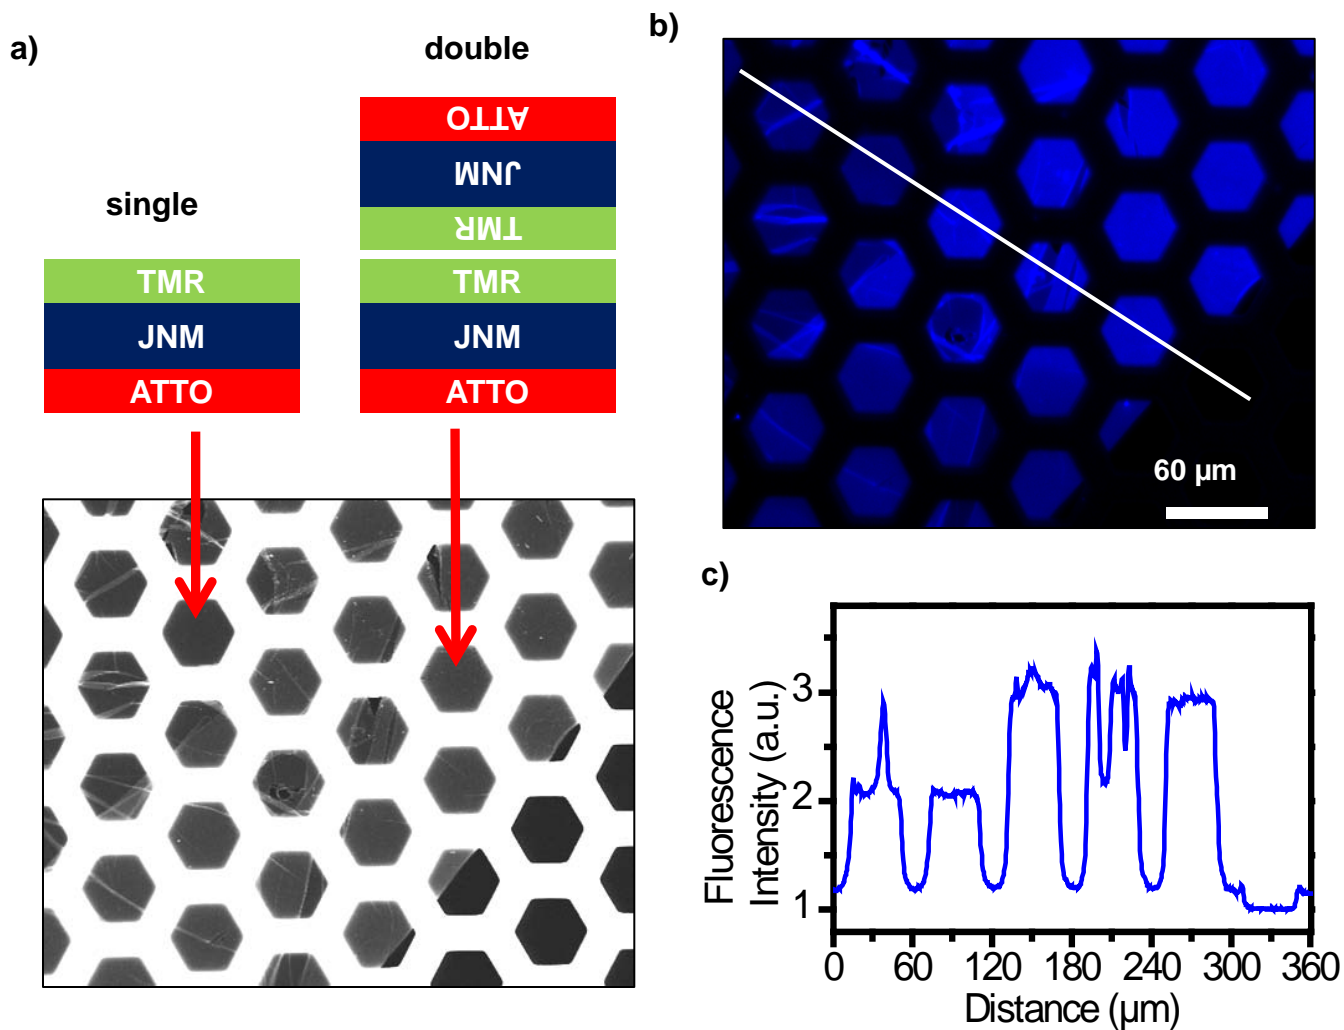 a)
double
ATTO
JNM
TMR
single
TMR
JNM
ATTO
TMR
JNM
ATTO
b)
60 µm
c)
Fluorescence
Intensity (a.u.)
3
2
1
0 60 120 180 240 300 360
Distance (µm)